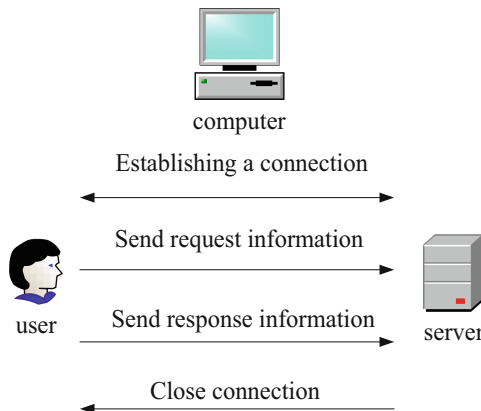 computer
Establishing a connection
Send request information
user
Send response information
server
Close connection